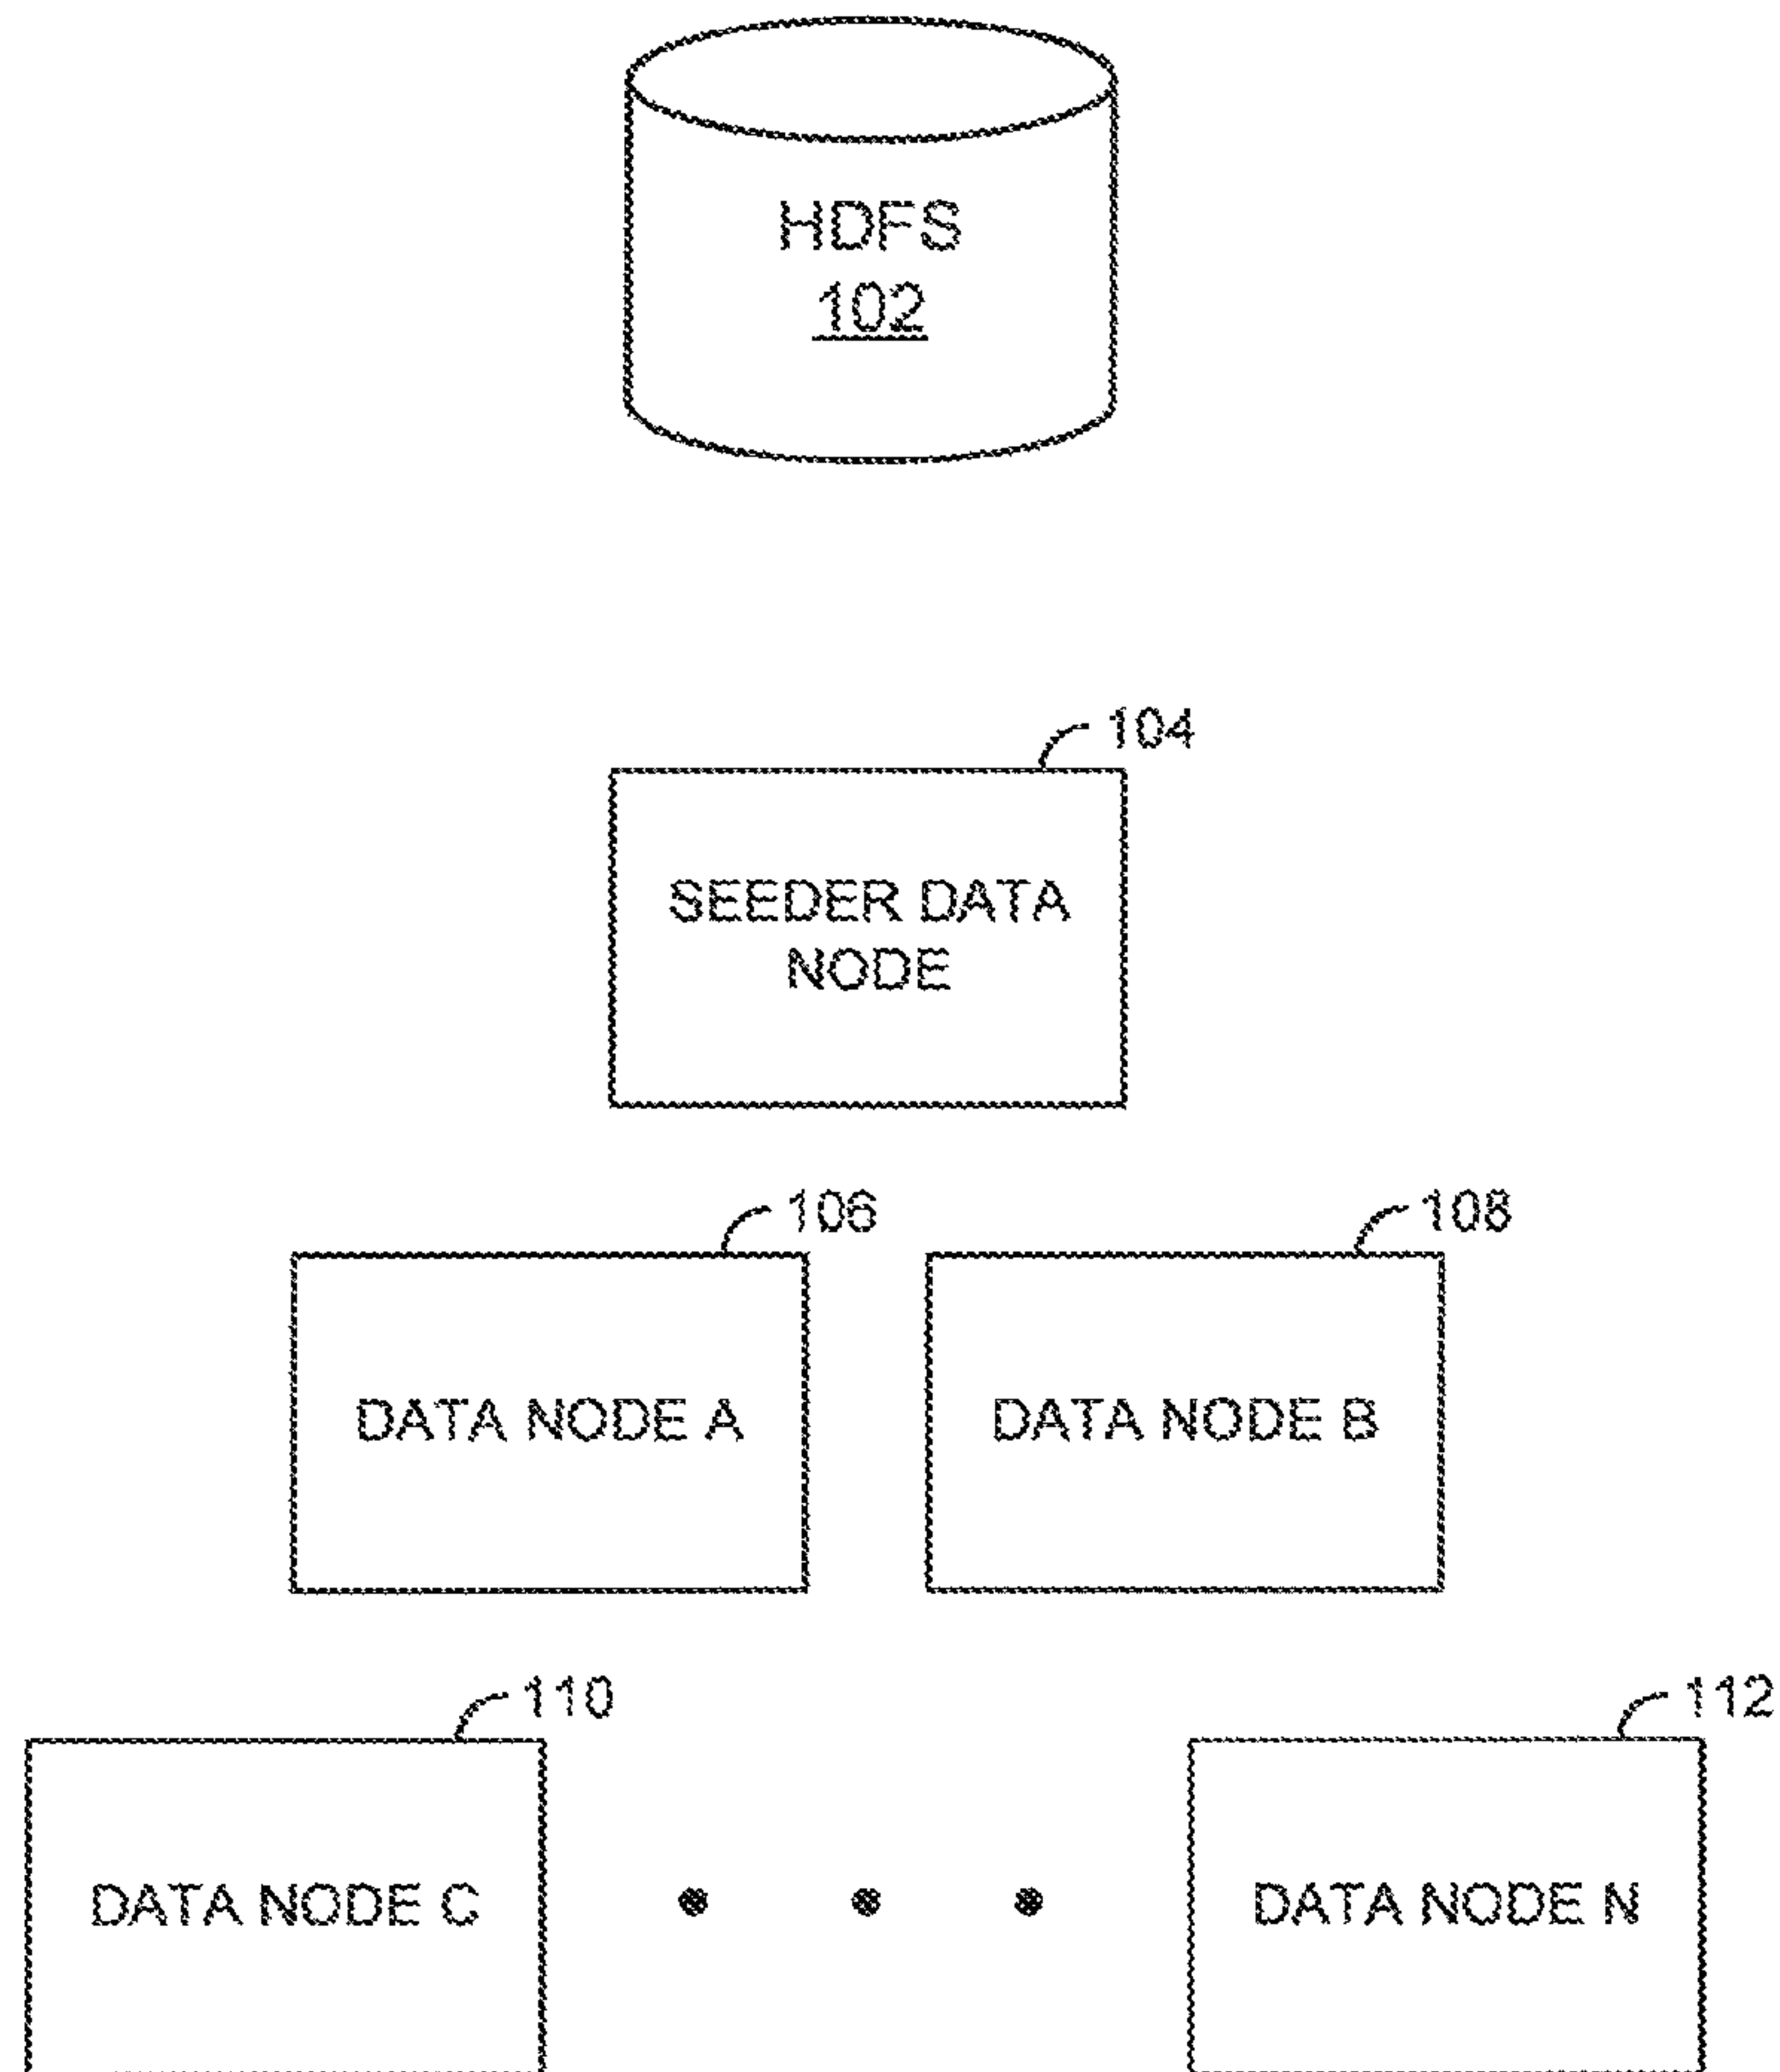 HDFS
102
104
SEEDER DATA
NODE
106
108
DATA NODE A
DATA NODE B
110
112
DATA NODE C
DATA NODE N